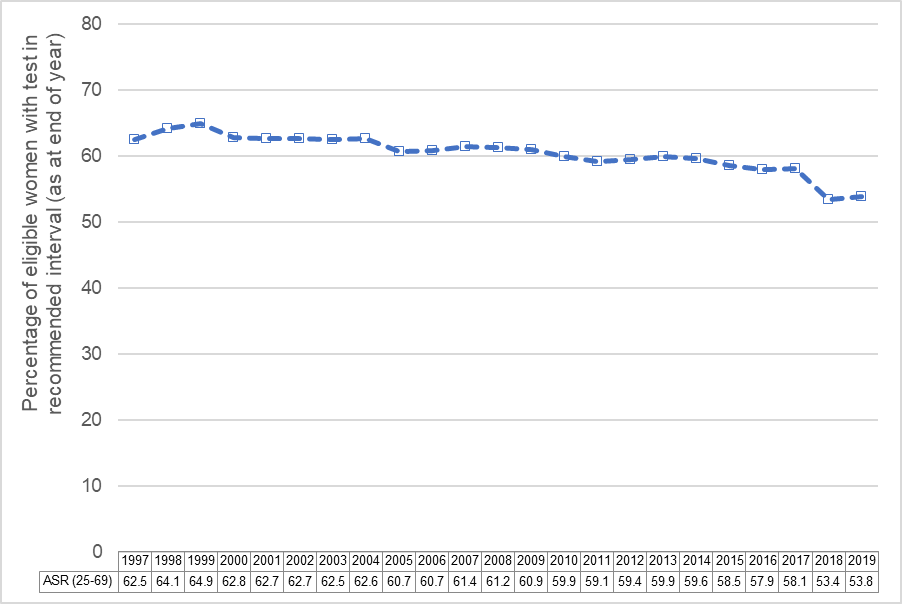 Percentage of eligible women with test in
recommended interval (as at end of year)
80
70
60
50
40
30
20
10
0
1997 1998 1999 2000 2001 2002 2003 2004 2005 2006 2007 2008 2009 2010 2011 2012 2013 2014 2015 2016 2017 2018 2019
ASR (25-69) 62.5 64.1 64.9 62.8 62.7 62.7 62.5 62.6 60.7 60.7 61.4 61.2 60.9 59.9 59.1 59.4 59.9 59.6 58.5 57.9 58.1 53.4 53.8